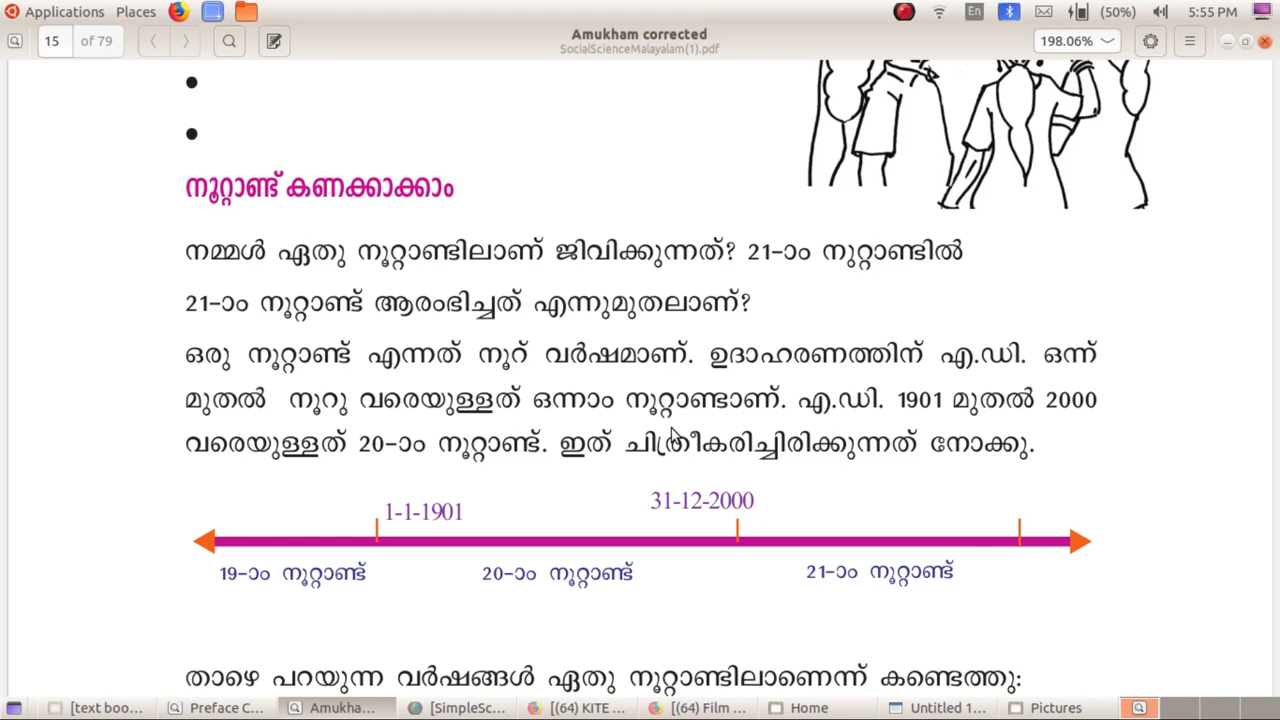 Applications Places En (50%) 5:55 PM
15 of 79 Amukham corrected 198.06%
SocialScienceMalayalam(1).pdf
•
•
നൂറ്റാണ്ട് കണക്കാക്കാം
നമ്മൾ ഏതു നൂറ്റാണ്ടിലാണ് ജിവിക്കുന്നത്? 21-ാം നുറ്റാണ്ടിൽ
21-ാം നൂറ്റാണ്ട് ആരംഭിച്ചത് എന്നുമുതലാണ്?
ഒരു നൂറ്റാണ്ട് എന്നത് നൂറ് വർഷമാണ്. ഉദാഹരണത്തിന് എ.ഡി. ഒന്ന്
മുതൽ നൂറു വരെയുള്ളത് ഒന്നാം നൂറ്റാണ്ടാണ്. എ.ഡി. 1901 മുതൽ 2000
വരെയുള്ളത് 20-ാം നൂറ്റാണ്ട്. ഇത് ചിത്രീകരിച്ചിരിക്കുന്നത് നോക്കു.
1-1-1901 31-12-2000
19-ാം നൂറ്റാണ്ട് 20-ാം നൂറ്റാണ്ട് 21-ാം നൂറ്റാണ്ട്
താഴെ പറയുന്ന വർഷങ്ങൾ ഏതു നൂറ്റാണ്ടിലാണെന്ന് കണ്ടെത്തു:
[text boo... Preface C... Amukha... [SimpleSc... [(64) KITE ... [(64) Film ... Home Untitled 1... Pictures